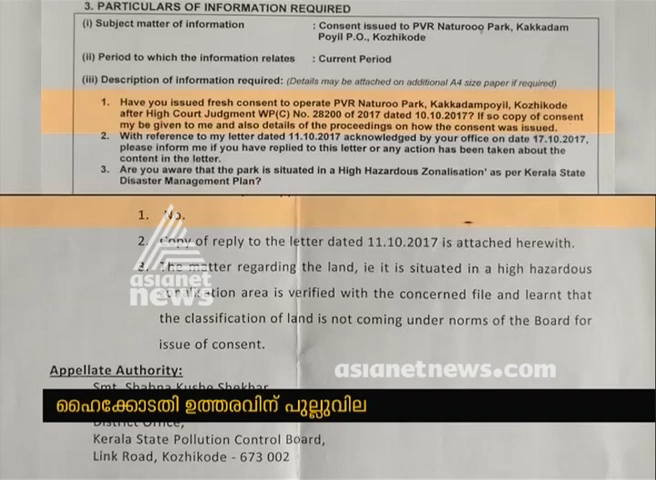 3. PARTICULARS OF INFORMATION REQUIRED
(i) Subject matter of information : Consent issued to PVR Naturooo Park, Kakkadam
Poyil P.O., Kozhikode
(ii) Period to which the information relates : Current Period
(iii) Description of information required: (Details may be attached on additional A4 size paper if required)
1. Have you issued fresh consent to operate PVR Naturoo Park, Kakkadampoyil, Kozhikode
after High Court Judgment WP(C) No. 28200 of 2017 dated 10.10.2017? If so copy of consent
my be given to me and also details of the proceedings on how the consent was issued.
2. With reference to my letter dated 11.10.2017 acknowledged by your office on date 17.10.2017,
please inform me if you have replied to this letter or any action has been taken about the
content in the letter.
3. Are you aware that the park is situated in a High Hazardous Zonalisation' as per Kerala State
Disaster Management Plan?
1. No.
2. Copy of reply to the letter dated 11.10.2017 is attached herewith.
3. The matter regarding the land, ie it is situated in a high hazardous
asianet
news
area is verified with the concerned file and learnt that
the classification of land is not coming under norms of the Board for
issue of consent.
Appellate Authority:
asianetnews.com
Smt. Shabna Kushe Shekhar
ഹൈക്കോടതി ഉത്തരവിന് പുല്ലുവില
District Office,
Kerala State Pollution Control Board,
Link Road, Kozhikode - 673 002